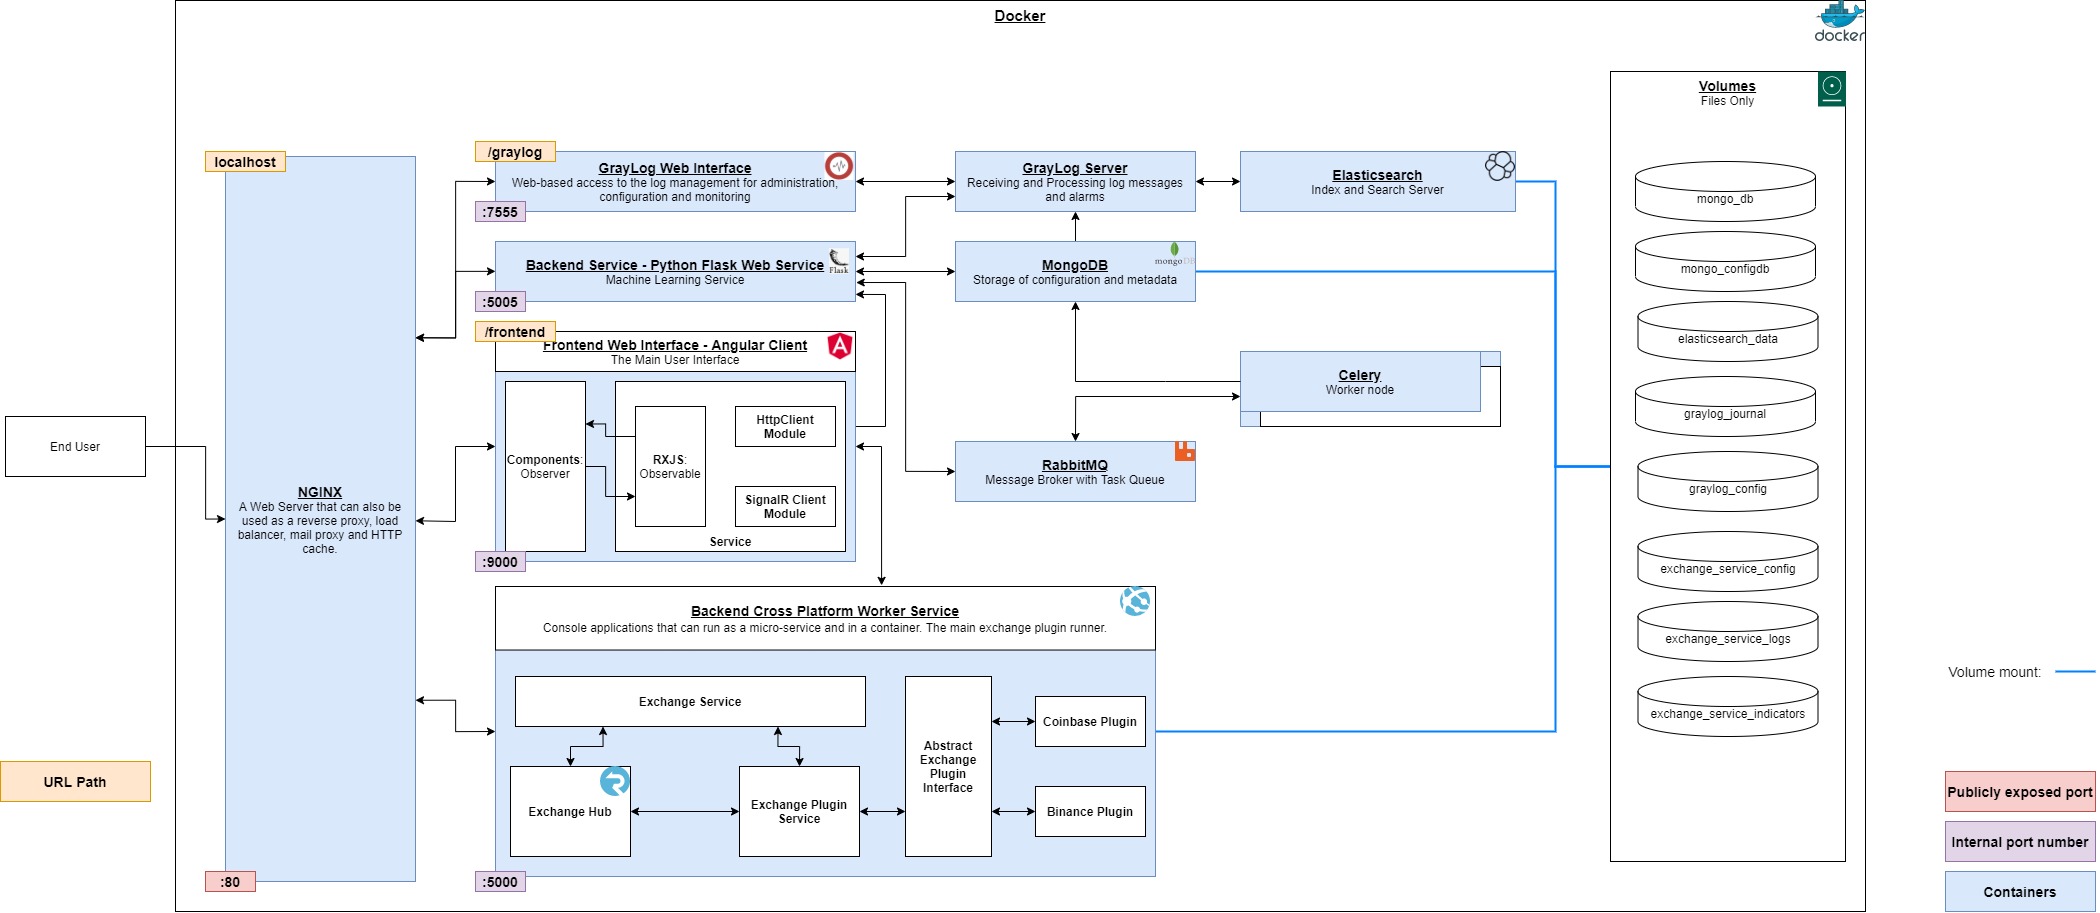 Docker
docker
Volumes
Files Only
mongo_db
mongo_configdb
elasticsearch_data
graylog_journal
graylog_config
exchange_service_config
exchange_service_logs
exchange_service_indicators
localhost
NGINX
A Web Server that can also be
used as a reverse proxy, load
balancer, mail proxy and HTTP
cache.
:80
End User
/graylog
GrayLog Web Interface
Web-based access to the log management for administration,
configuration and monitoring
:7555
GrayLog Server
Receiving and Processing log messages
and alarms
Elasticsearch
Index and Search Server
Backend Service - Python Flask Web Service
Machine Learning Service
Flask
:5005
MongoDB
Storage of configuration and metadata
mongoDB
/frontend
Frontend Web Interface - Angular Client
The Main User Interface
Components:
Observer
RXJS:
Observable
HttpClient
Module
SignalR Client
Module
Service
:9000
Celery
Worker node
RabbitMQ
Message Broker with Task Queue
Backend Cross Platform Worker Service
Console applications that can run as a micro-service and in a container. The main exchange plugin runner.
Exchange Service
Exchange Hub
Exchange Plugin
Service
Abstract
Exchange
Plugin
Interface
Coinbase Plugin
Binance Plugin
:5000
URL Path
Volume mount:
Publicly exposed port
Internal port number
Containers